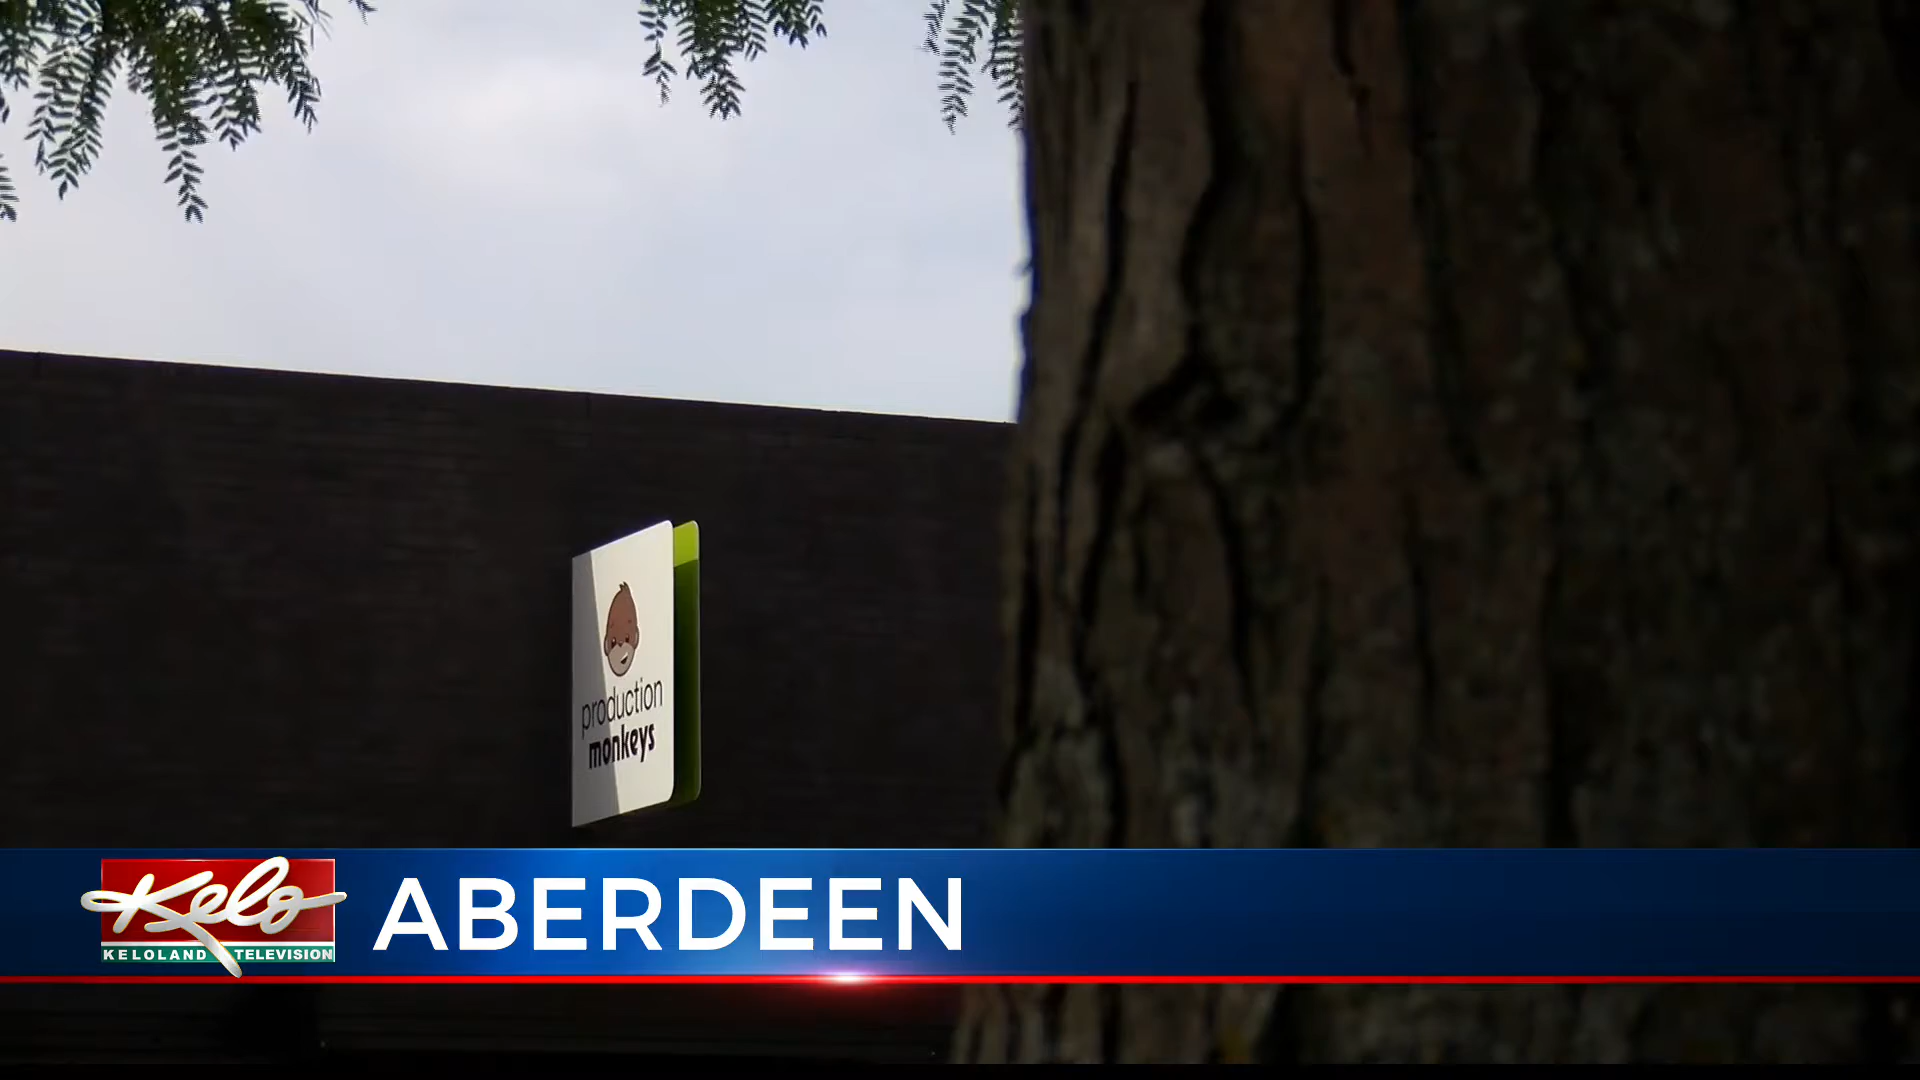 production
monkeys
Kelo
KELOLAND TELEVISION
ABERDEEN